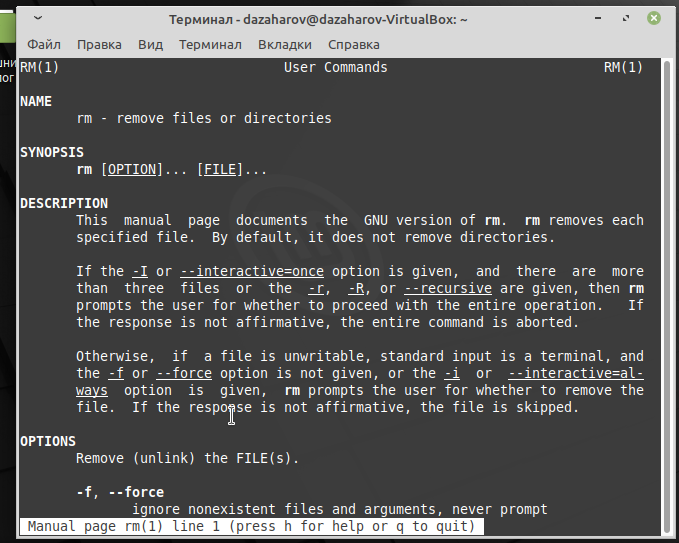 Терминал - dazaharov@dazaharov-VirtualBox: ~
Файл Правка Вид Терминал Вкладки Справка
RM(1) User Commands RM(1)
NAME
rm - remove files or directories
SYNOPSIS
rm [OPTION]... [FILE]...
DESCRIPTION
This manual page documents the GNU version of rm. rm removes each
specified file. By default, it does not remove directories.
If the -I or --interactive=once option is given, and there are more
than three files or the -r, -R, or --recursive are given, then rm
prompts the user for whether to proceed with the entire operation. If
the response is not affirmative, the entire command is aborted.
Otherwise, if a file is unwritable, standard input is a terminal, and
the -f or --force option is not given, or the -i or --interactive=al-
ways option is given, rm prompts the user for whether to remove the
file. If the response is not affirmative, the file is skipped.
OPTIONS
Remove (unlink) the FILE(s).
-f, --force
ignore nonexistent files and arguments, never prompt
Manual page rm(1) line 1 (press h for help or q to quit)